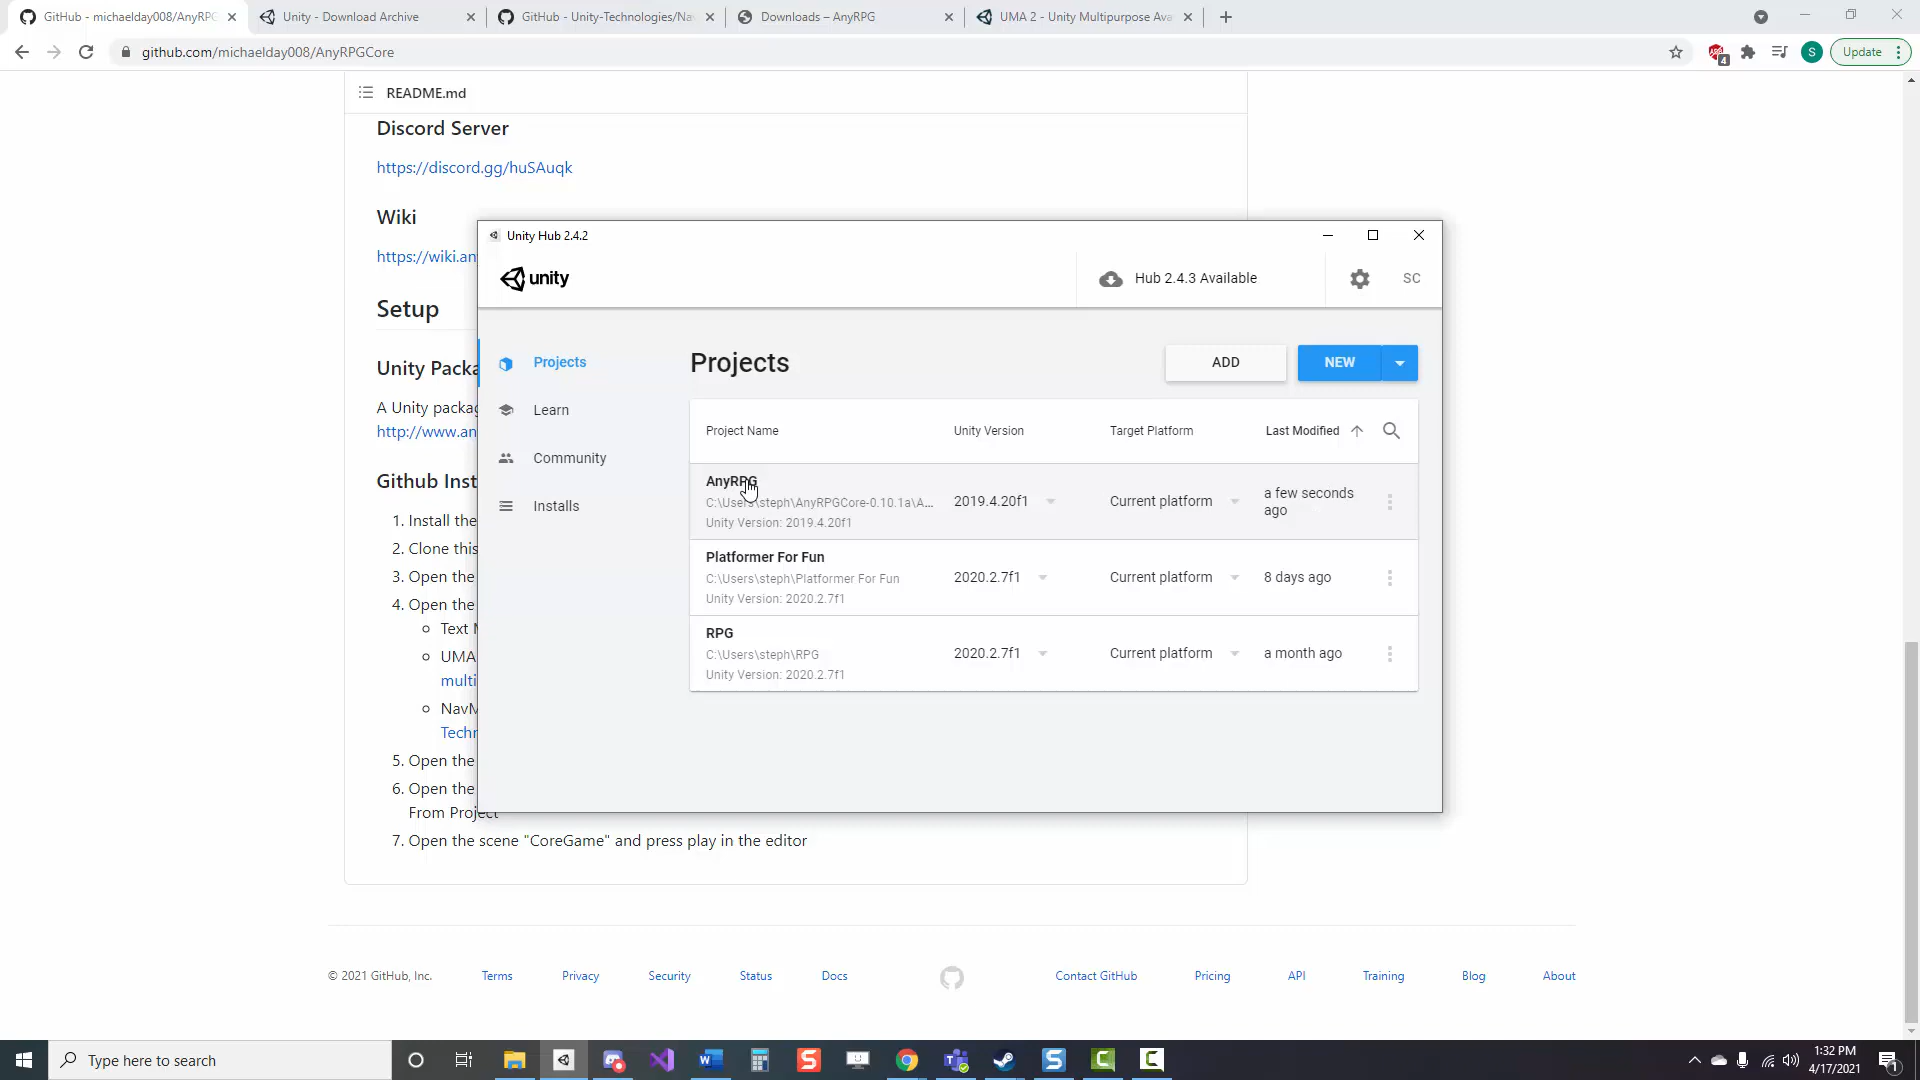 GitHub - michaelday008/AnyRPG
Unity - Download Archive
GitHub - Unity-Technologies/Na
Downloads – AnyRPG
UMA 2 - Unity Multipurpose Ava
github.com/michaelday008/AnyRPGCore
4
S
Update
README.md
Discord Server
https://discord.gg/huSAuqk
Wiki
https://wiki.an
Setup
Unity Packa
A Unity packag
http://www.an
Github Inst
1. Install the
2. Clone this
3. Open the
4. Open the
Text M
UMA
multi
NavM
Techn
5. Open the
6. Open the
From Project
7. Open the scene "CoreGame" and press play in the editor
Unity Hub 2.4.2
unity
Hub 2.4.3 Available
SC
Projects
Learn
Community
Installs
Projects
ADD
NEW
Project Name
Unity Version
Target Platform
Last Modified
AnyRPG
C:\Users\steph\AnyRPGCore-0.10.1a\A...
Unity Version: 2019.4.20f1
2019.4.20f1
Current platform
a few seconds
ago
Platformer For Fun
C:\Users\steph\Platformer For Fun
Unity Version: 2020.2.7f1
2020.2.7f1
Current platform
8 days ago
RPG
C:\Users\steph\RPG
Unity Version: 2020.2.7f1
2020.2.7f1
Current platform
a month ago
© 2021 GitHub, Inc.
Terms
Privacy
Security
Status
Docs
Contact GitHub
Pricing
API
Training
Blog
About
Type here to search
1:32 PM
4/17/2021
1